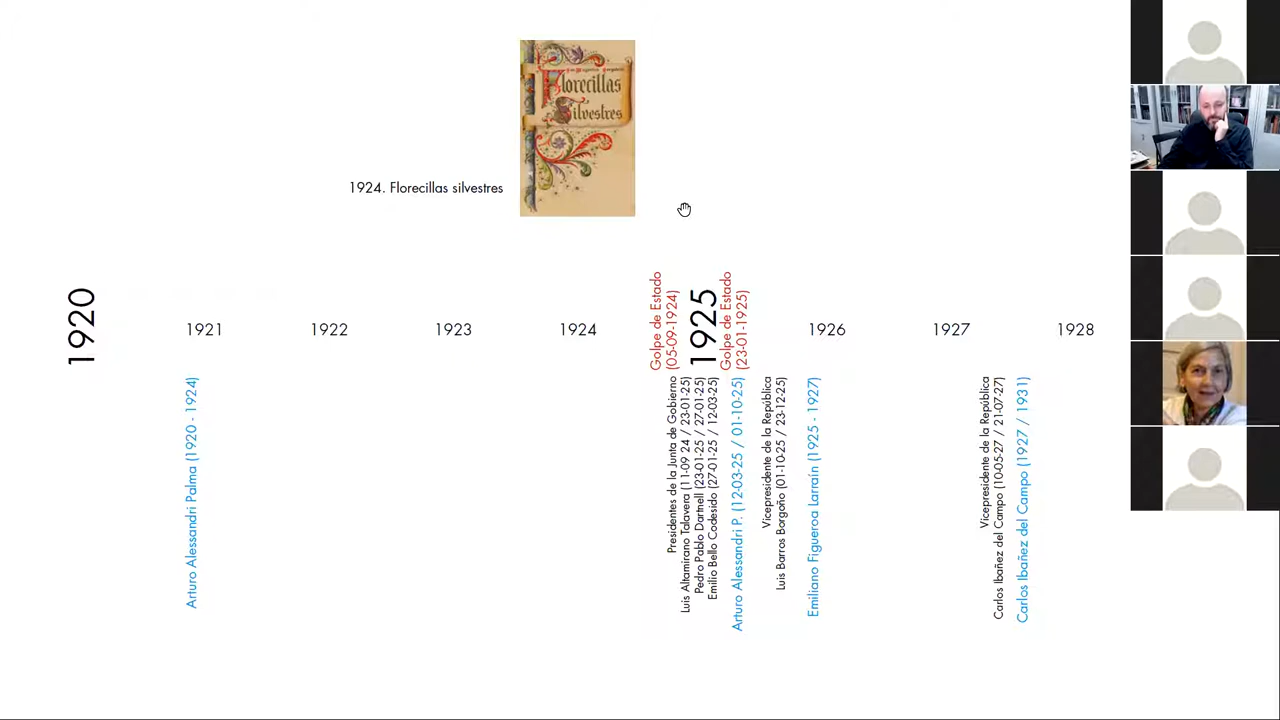 Florecillas
Silvestres
1924. Florecillas silvestres
1920
1921
1922
1923
1924
Golpe de Estado
(05-09-1924)
1925
Golpe de Estado
(23-01-1925)
1926
1927
1928
Arturo Alessandri Palma (1920 - 1924)
Presidentes de la Junta de Gobierno
Luis Altamirano Talavera (11-09 24 / 23-01-25)
Pedro Pablo Dartnell (23-01-25 / 27-01-25)
Emilio Bello Codesido (27-01-25 / 12-03-25)
Arturo Alessandri P. (12-03-25 / 01-10-25)
Vicepresidente de la República
Luis Barros Borgoño (01-10-25 / 23-12-25)
Emiliano Figueroa Larraín (1925 - 1927)
Vicepresidente de la República
Carlos Ibañez del Campo (10-05-27 / 21-07-27)
Carlos Ibañez del Campo (1927 / 1931)